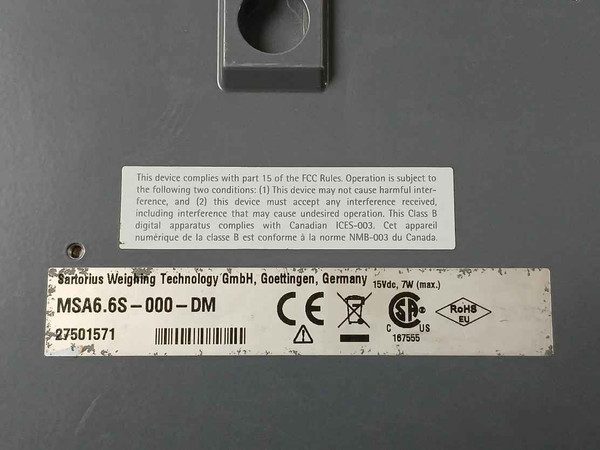 This device complies with part 15 of the FCC Rules. Operation is subject to
the following two conditions: (1) This device may not cause harmful inter-
ference, and (2) this device must accept any interference received,
including interference that may cause undesired operation. This Class B
digital apparatus complies with Canadian ICES-003. Cet appareil
numérique de la classe B est conforme à la norme NMB-003 du Canada.
Sartorius Weighing Technology GmbH, Goettingen, Germany 15Vdc, 7W (max.)
MSA6.6S-000-DM
27501571
CE
CSA
C US
167555
RoHS
EU